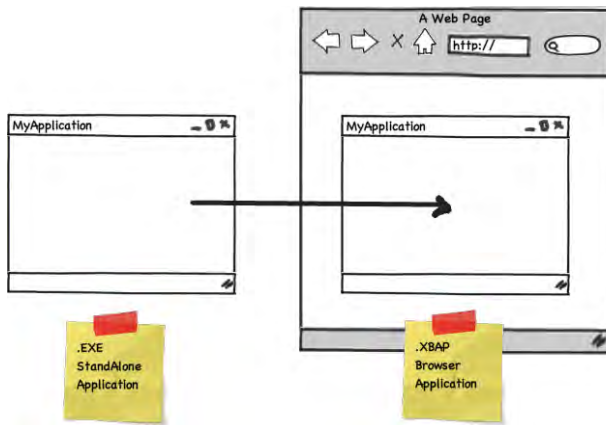 A Web Page
X
http://
MyApplication
MyApplication
.EXE
StandAlone
Application
.XBAP
Browser
Application